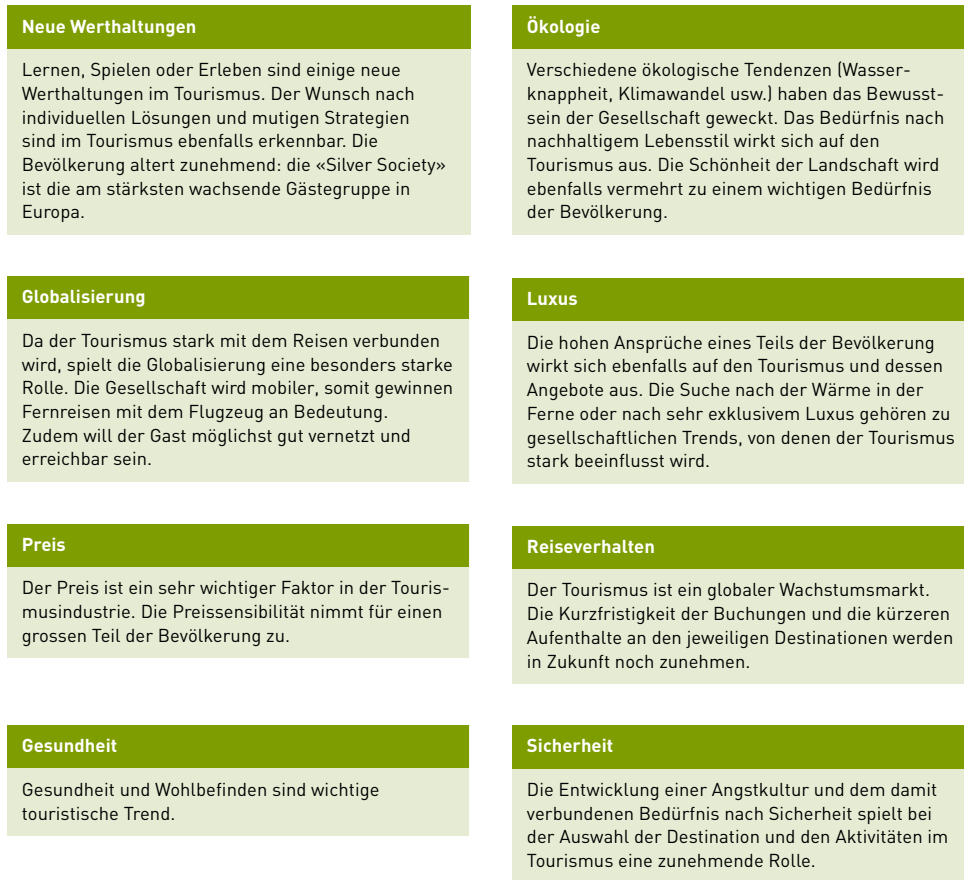 Neue Werthaltungen
Lernen, Spielen oder Erleben sind einige neue
Werthaltungen im Tourismus. Der Wunsch nach
individuellen Lösungen und mutigen Strategien
sind im Tourismus ebenfalls erkennbar. Die
Bevölkerung altert zunehmend: die «Silver Society»
ist die am stärksten wachsende Gästegruppe in
Europa.
Ökologie
Verschiedene ökologische Tendenzen (Wasser-
knappheit, Klimawandel usw.) haben das Bewusst-
sein der Gesellschaft geweckt. Das Bedürfnis nach
nachhaltigem Lebensstil wirkt sich auf den
Tourismus aus. Die Schönheit der Landschaft wird
ebenfalls vermehrt zu einem wichtigen Bedürfnis
der Bevölkerung.
Globalisierung
Da der Tourismus stark mit dem Reisen verbunden
wird, spielt die Globalisierung eine besonders starke
Rolle. Die Gesellschaft wird mobiler, somit gewinnen
Fernreisen mit dem Flugzeug an Bedeutung.
Zudem will der Gast möglichst gut vernetzt und
erreichbar sein.
Luxus
Die hohen Ansprüche eines Teils der Bevölkerung
wirkt sich ebenfalls auf den Tourismus und dessen
Angebote aus. Die Suche nach der Wärme in der
Ferne oder nach sehr exklusivem Luxus gehören zu
gesellschaftlichen Trends, von denen der Tourismus
stark beeinflusst wird.
Preis
Der Preis ist ein sehr wichtiger Faktor in der Touris-
musindustrie. Die Preissensibilität nimmt für einen
grossen Teil der Bevölkerung zu.
Reiseverhalten
Der Tourismus ist ein globaler Wachstumsmarkt.
Die Kurzfristigkeit der Buchungen und die kürzeren
Aufenthalte an den jeweiligen Destinationen werden
in Zukunft noch zunehmen.
Gesundheit
Gesundheit und Wohlbefinden sind wichtige
touristische Trend.
Sicherheit
Die Entwicklung einer Angstkultur und dem damit
verbundenen Bedürfnis nach Sicherheit spielt bei
der Auswahl der Destination und den Aktivitäten im
Tourismus eine zunehmende Rolle.